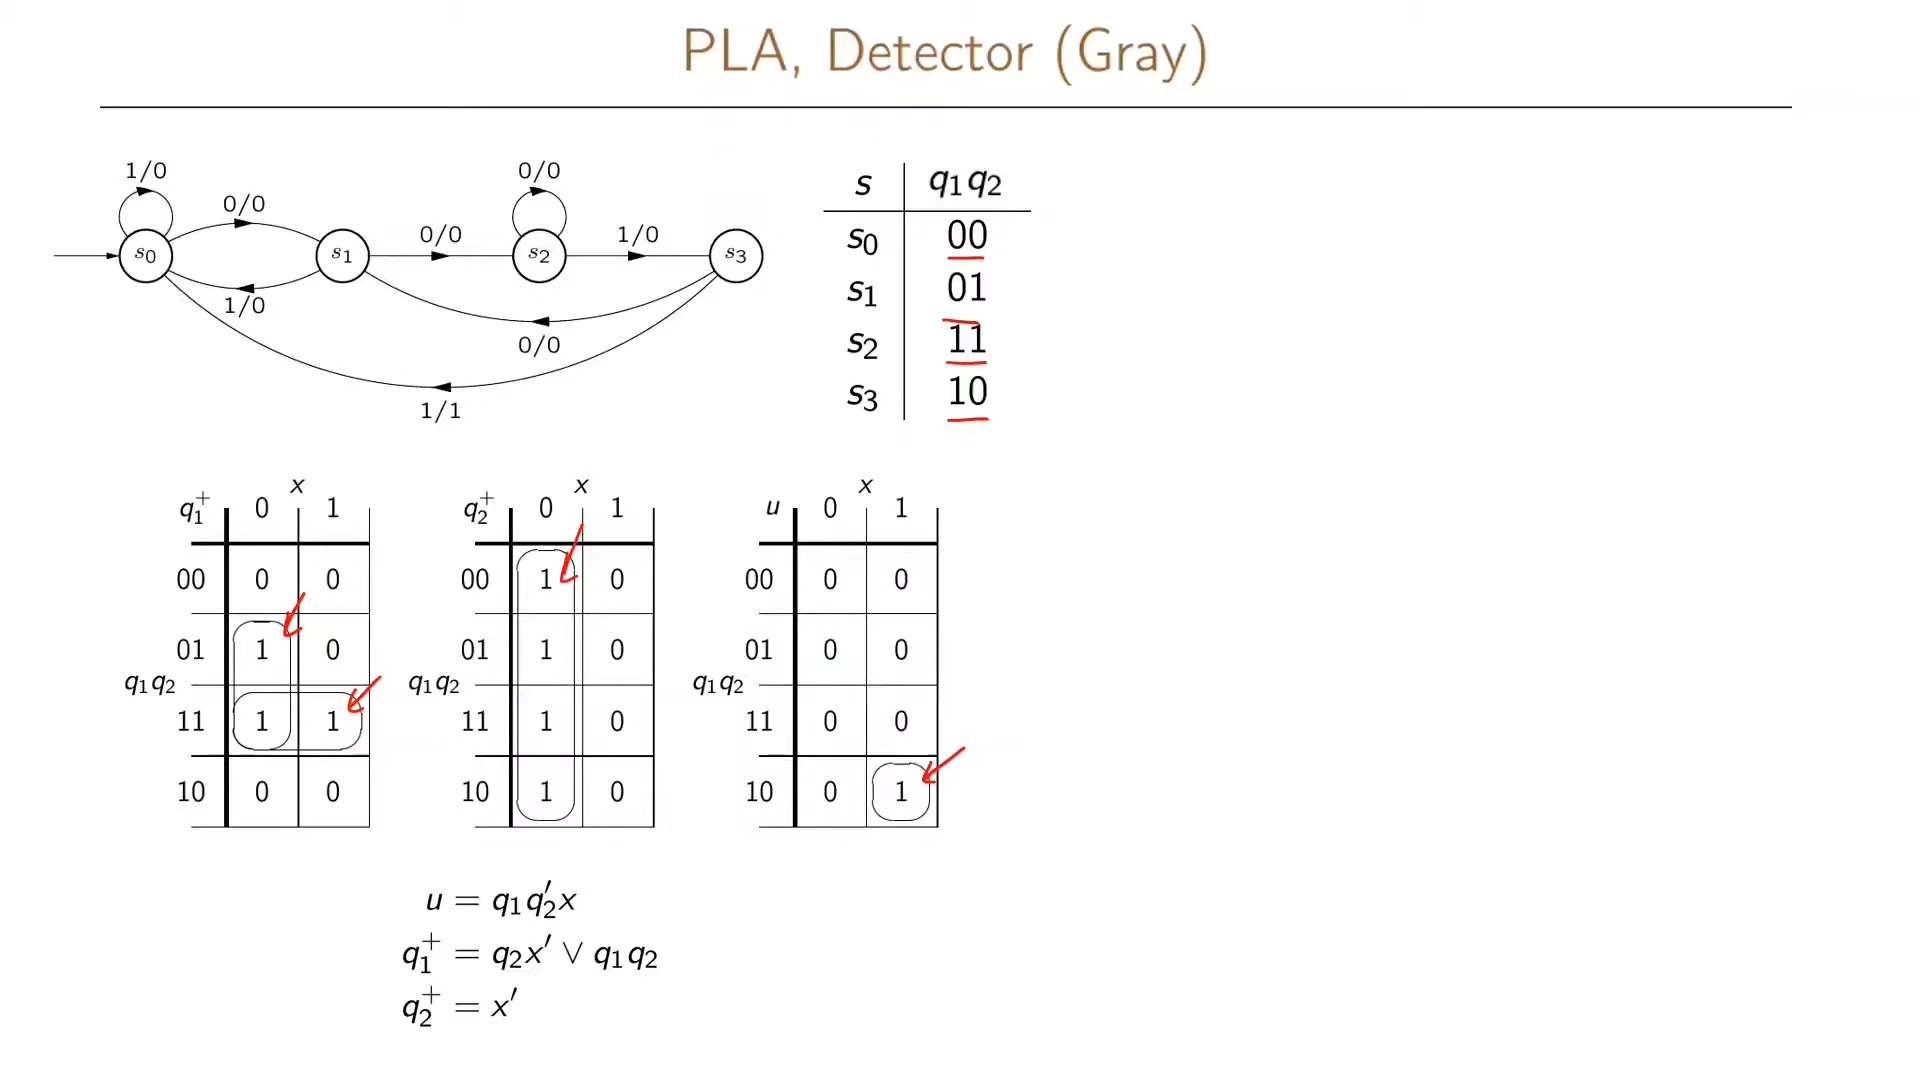 PLA, Detector (Gray)
1/0 0/0
0/0
0/0 1/0
s0 s1 s2 s3
1/0
0/0
1/1
s q1q2
s0 00
s1 01
s2 11
s3 10
x x x
q1+ 0 1 q2+ 0 1 u 0 1
00 0 0 00 1 0 00 0 0
01 1 0 01 1 0 01 0 0
q1q2 q1q2 q1q2
11 1 1 11 1 0 11 0 0
10 0 0 10 1 0 10 0 1
u = q1q2′x
q1+ = q2x′ ∨ q1q2
q2+ = x′